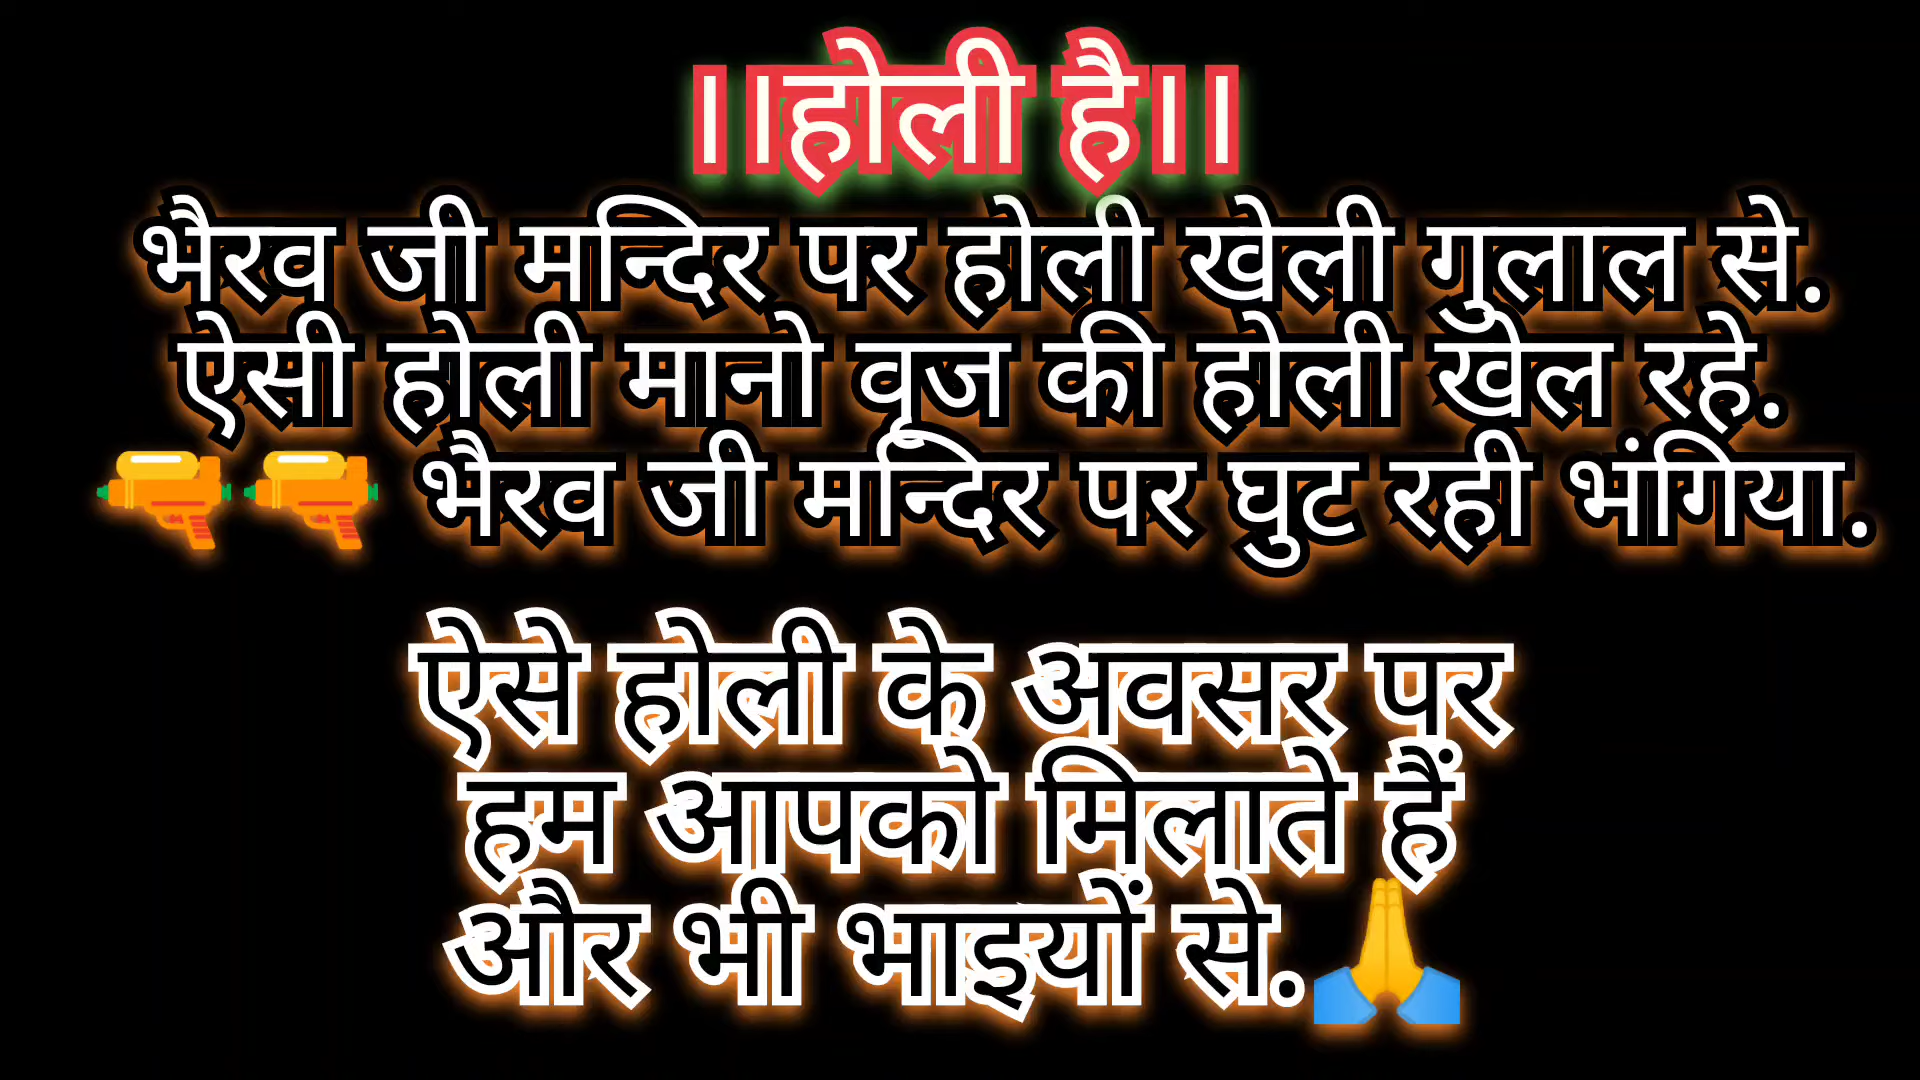 ।।होली है।।
भैरव जी मन्दिर पर होली खेली गुलाल से.
ऐसी होली मानो वृज की होली खेल रहे.
🔫🔫 भैरव जी मन्दिर पर घुट रही भंगिया.
ऐसे होली के अवसर पर
हम आपको मिलाते हैं
और भी भाइयों से.🙏